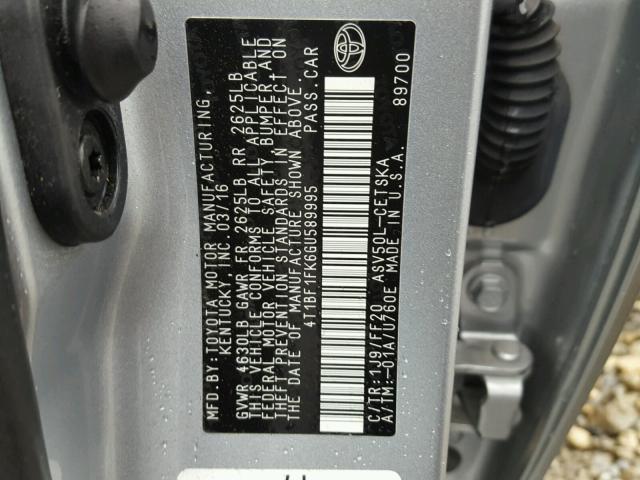 MFD. BY: TOYOTA MOTOR MANUFACTURING,
KENTUCKY, INC. 03/16
GVWR 4630LB GAWR FR 2625LB RR 2625LB
THIS VEHICLE CONFORMS TO ALL APPLICABLE
FEDERAL MOTOR VEHICLE SAFETY, BUMPER AND
THEFT PREVENTION STANDARDS IN EFFECT ON
THE DATE OF MANUFACTURE SHOWN ABOVE.
4T1BF1FK6GU589995 PASS.CAR
C/TR:1J9/FF20 ASV50L-CETSKA
A/TM:-01A/U760E MADE IN U.S.A.
89700